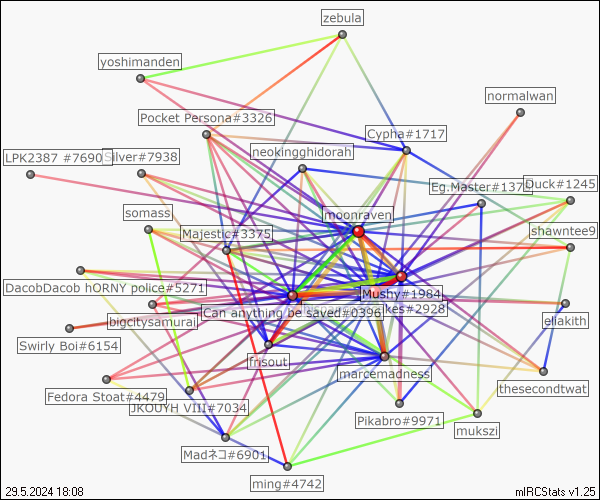 zebula
yoshimanden
normalwan
Pocket Persona#3326
Cypha#1717
neokingghidorah
LPK2387 #7690
Silver#7938
Eg.Master#137
Duck#1245
somass
moonraven
Majestic#3375
shawntee9
DacobDacob hORNY police#5271
Mushy#1984
bigcitysamurai
Can anything be saved#0396
ikes#2928
eliakith
Swirly Boi#6154
frisout
marcemadness
thesecondtwat
Fedora Stoat#4479
JKOUYH VIII#7034
Pikabro#9971
mukszi
Madネコ#6901
ming#4742
29.5.2024 18:08
mIRCStats v1.25